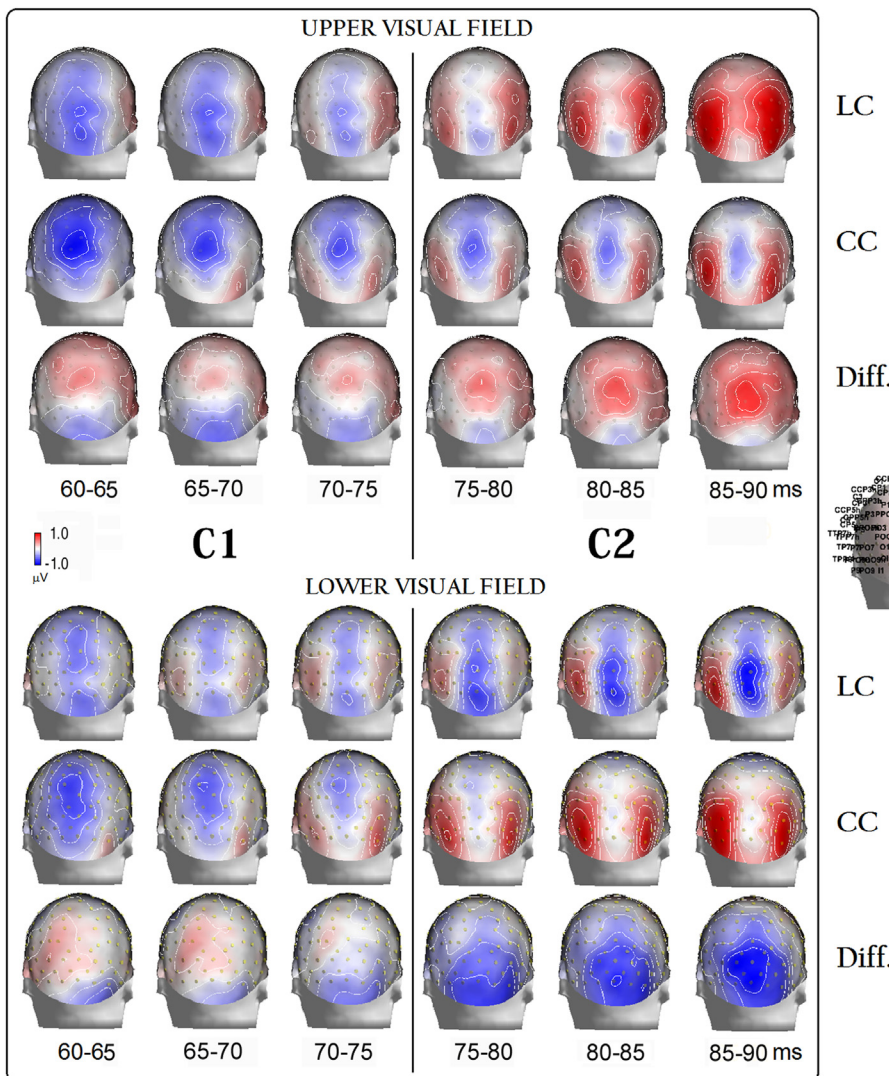 UPPER VISUAL FIELD
LC
CC
Diff.
60-65 65-70 70-75 75-80 80-85 85-90 ms
C1 C2
1.0
-1.0
µV
LOWER VISUAL FIELD
LC
CC
Diff.
60-65 65-70 70-75 75-80 80-85 85-90 ms